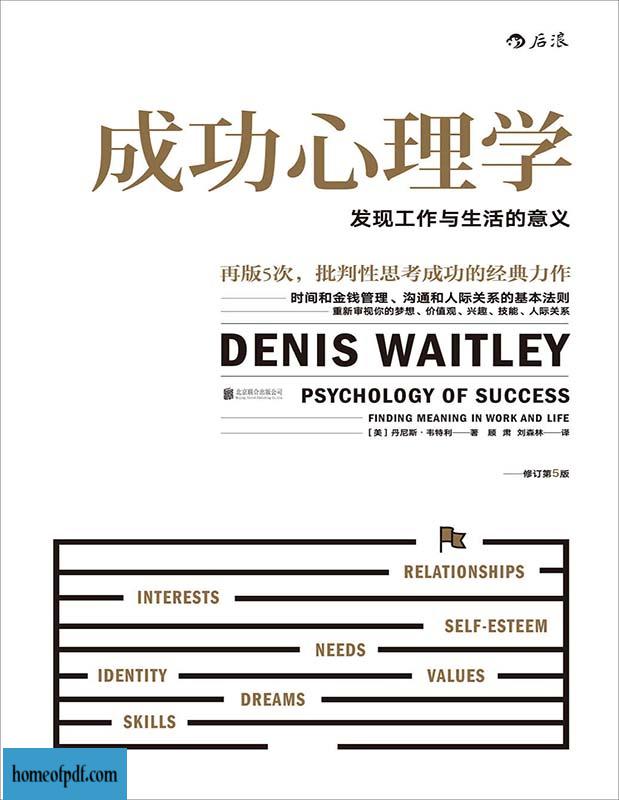 后浪
成功心理学
发现工作与生活的意义
再版5次，批判性思考成功的经典力作
时间和金钱管理、沟通和人际关系的基本法则
重新审视你的梦想、价值观、兴趣、技能、人际关系
DENIS WAITLEY
北京联合出版公司
Beijing United Publishing Co.,Ltd.
PSYCHOLOGY OF SUCCESS
FINDING MEANING IN WORK AND LIFE
［美］丹尼斯·韦特利——著 顾 肃 刘森林——译
——修订第5版
RELATIONSHIPS
INTERESTS
SELF-ESTEEM
NEEDS
IDENTITY VALUES
DREAMS
SKILLS
homeofpdf.com